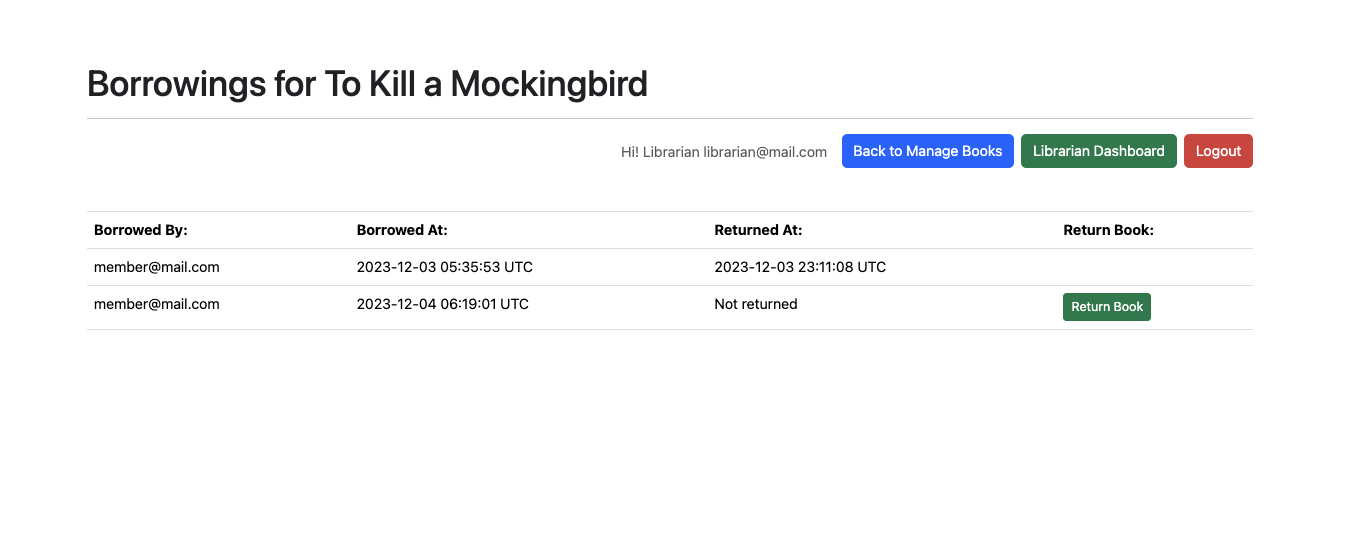 Borrowings for To Kill a Mockingbird
Hi! Librarian librarian@mail.com Back to Manage Books Librarian Dashboard Logout
Borrowed By: Borrowed At: Returned At: Return Book:
member@mail.com 2023-12-03 05:35:53 UTC 2023-12-03 23:11:08 UTC
member@mail.com 2023-12-04 06:19:01 UTC Not returned Return Book